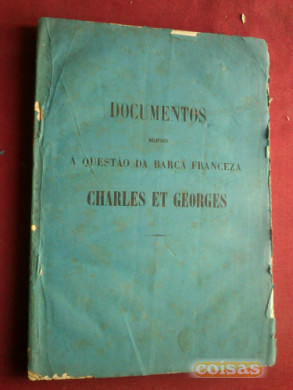 DOCUMENTOS
RELATIVOS
A QUESTÃO DA BARCA FRANCEZA
CHARLES ET GEORGES
coisas